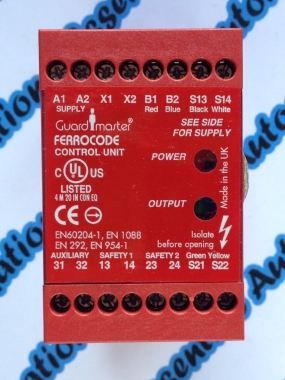 A1 A2 X1 X2 B1 B2 S13 S14
SUPPLY Red Blue Black White
Guardmaster
FERROCODE
CONTROL UNIT
SEE SIDE
FOR SUPPLY
C UL US
LISTED
4 M 20 IN CON EQ
POWER
OUTPUT
Made in the UK
CE
EN60204-1, EN 1088
EN 292, EN 954-1
Isolate
before opening
AUXILIARY SAFETY 1 SAFETY 2 Green Yellow
31 32 13 14 23 24 S21 S22